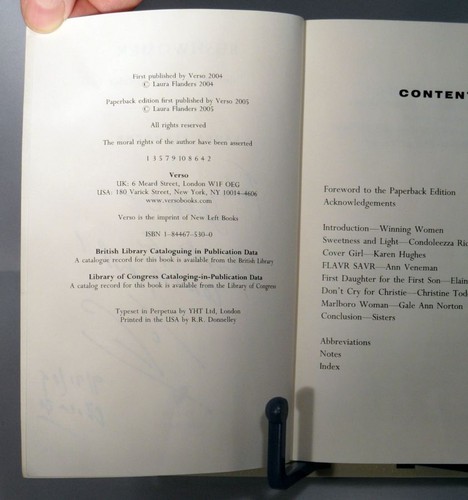 First published by Verso 2004
© Laura Flanders 2004
Paperback edition first published by Verso 2005
© Laura Flanders 2005
All rights reserved
The moral rights of the author have been asserted
1 3 5 7 9 10 8 6 4 2
Verso
UK: 6 Meard Street, London W1F OEG
USA: 180 Varick Street, New York, NY 10014-4606
www.versobooks.com
Verso is the imprint of New Left Books
ISBN 1-84467-530-0
British Library Cataloguing in Publication Data
A catalogue record for this book is available from the British Library
Library of Congress Cataloging-in-Publication Data
A catalog record for this book is available from the Library of Congress
Typeset in Perpetua by YHT Ltd, London
Printed in the USA by R.R. Donnelley
CONTEN
Foreword to the Paperback Edition
Acknowledgements
Introduction—Winning Women
Sweetness and Light—Condoleezza Ric
Cover Girl—Karen Hughes
FLAVR SAVR—Ann Veneman
First Daughter for the First Son—Elain
Don't Cry for Christie—Christine Tod
Marlboro Woman—Gale Ann Norton
Conclusion—Sisters
Abbreviations
Notes
Index